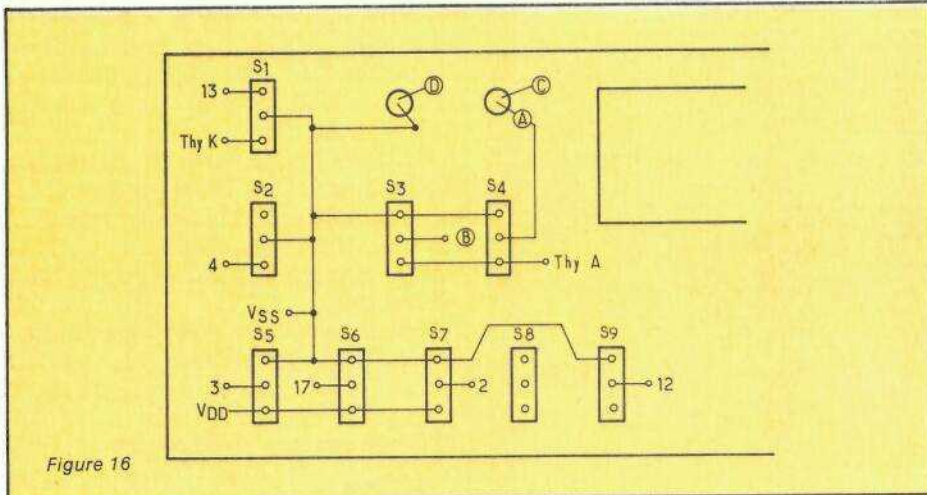 S1
13
D
C
A
Thy K
S2
S3
S4
B
4
Thy A
VSS
S5
S6
S7
S8
S9
3
17
2
12
VDD
Figure 16